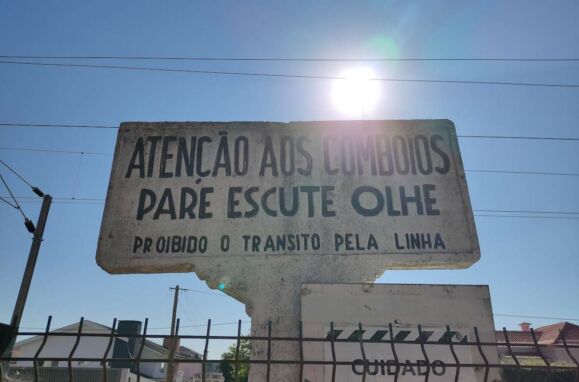 ATENÇÃO AOS COMBOIOS
PARE ESCUTE OLHE
PROIBIDO O TRANSITO PELA LINHA
CUIDADO